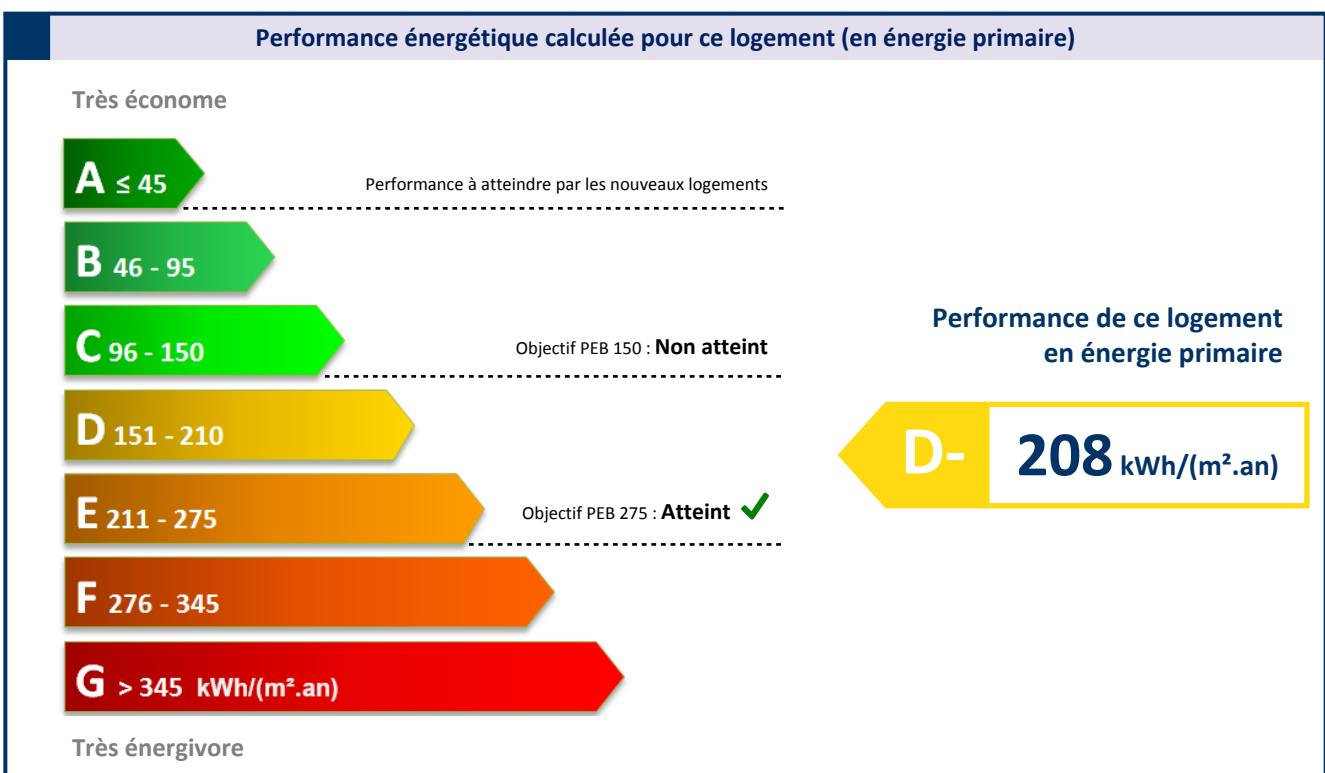 Performance énergétique calculée pour ce logement (en énergie primaire)
Très économe
A ≤ 45
Performance à atteindre par les nouveaux logements
B 46 - 95
C 96 - 150
Objectif PEB 150 : Non atteint
Performance de ce logement
en énergie primaire
D 151 - 210
D- 208 kWh/(m².an)
E 211 - 275
Objectif PEB 275 : Atteint ✓
F 276 - 345
G > 345 kWh/(m².an)
Très énergivore